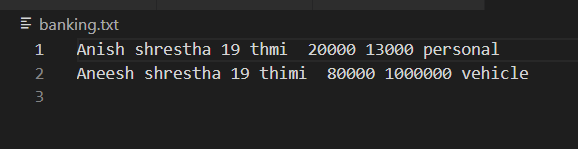 banking.txt
1 Anish shrestha 19 thmi  20000 13000 personal
2 Aneesh shrestha 19 thimi  80000 1000000 vehicle
3